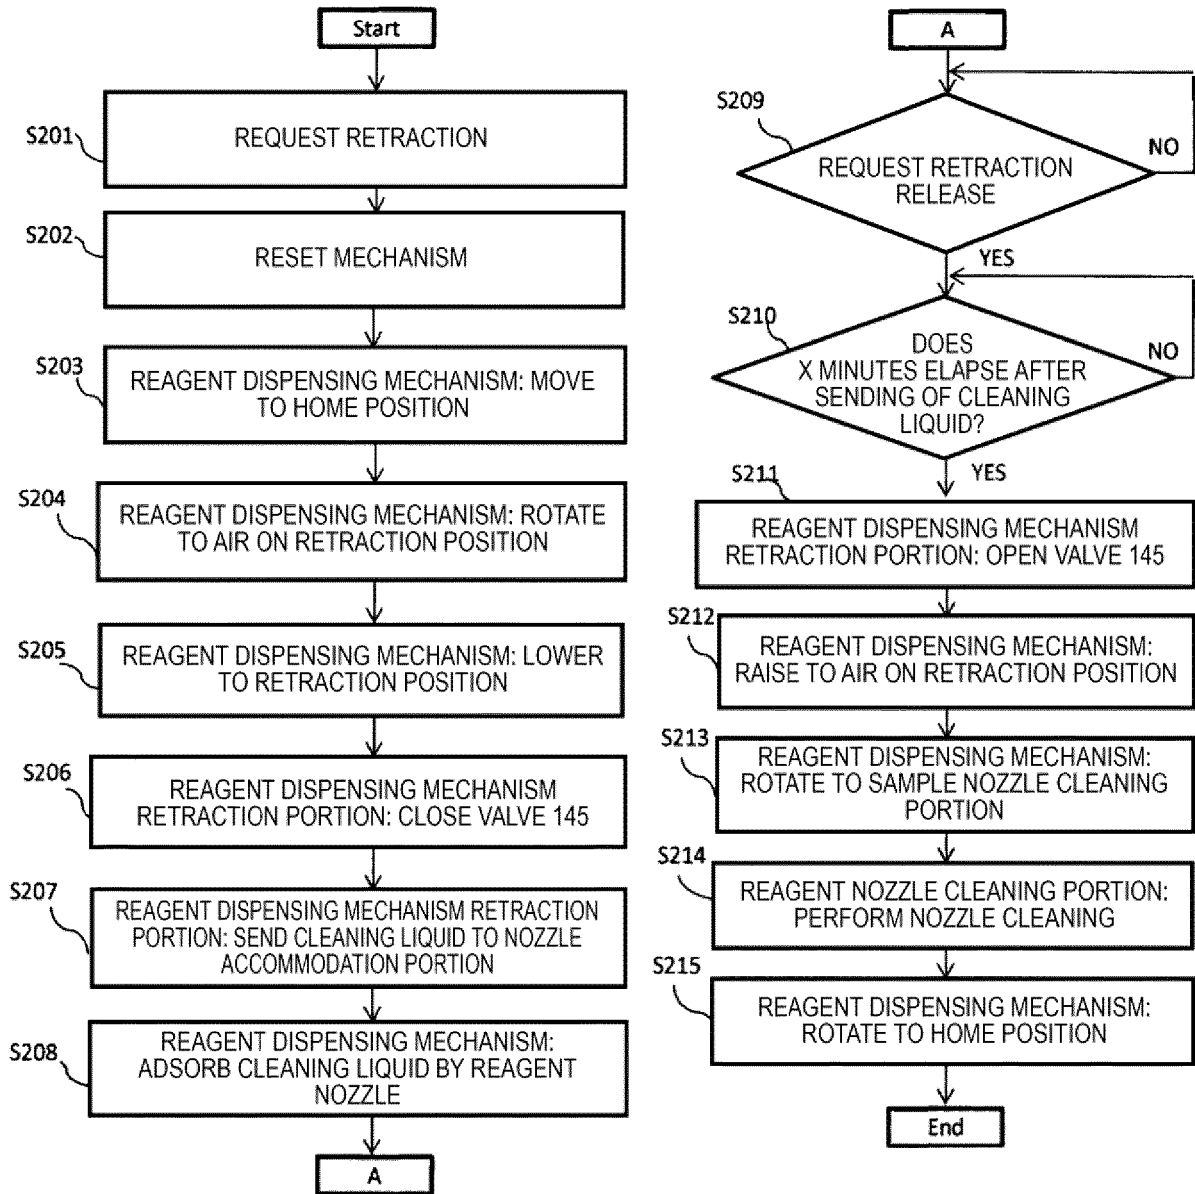 Start
S201
REQUEST RETRACTION
S202
RESET MECHANISM
S203
REAGENT DISPENSING MECHANISM: MOVE
TO HOME POSITION
S204
REAGENT DISPENSING MECHANISM: ROTATE
TO AIR ON RETRACTION POSITION
S205
REAGENT DISPENSING MECHANISM: LOWER
TO RETRACTION POSITION
S206
REAGENT DISPENSING MECHANISM
RETRACTION PORTION: CLOSE VALVE 145
S207
REAGENT DISPENSING MECHANISM RETRACTION
PORTION: SEND CLEANING LIQUID TO NOZZLE
ACCOMMODATION PORTION
S208
REAGENT DISPENSING MECHANISM:
ADSORB CLEANING LIQUID BY REAGENT
NOZZLE
A
A
S209
REQUEST RETRACTION
RELEASE
NO
YES
S210
DOES
X MINUTES ELAPSE AFTER
SENDING OF CLEANING
LIQUID?
NO
YES
S211
REAGENT DISPENSING MECHANISM
RETRACTION PORTION: OPEN VALVE 145
S212
REAGENT DISPENSING MECHANISM:
RAISE TO AIR ON RETRACTION POSITION
S213
REAGENT DISPENSING MECHANISM:
ROTATE TO SAMPLE NOZZLE CLEANING
PORTION
S214
REAGENT NOZZLE CLEANING PORTION:
PERFORM NOZZLE CLEANING
S215
REAGENT DISPENSING MECHANISM:
ROTATE TO HOME POSITION
End